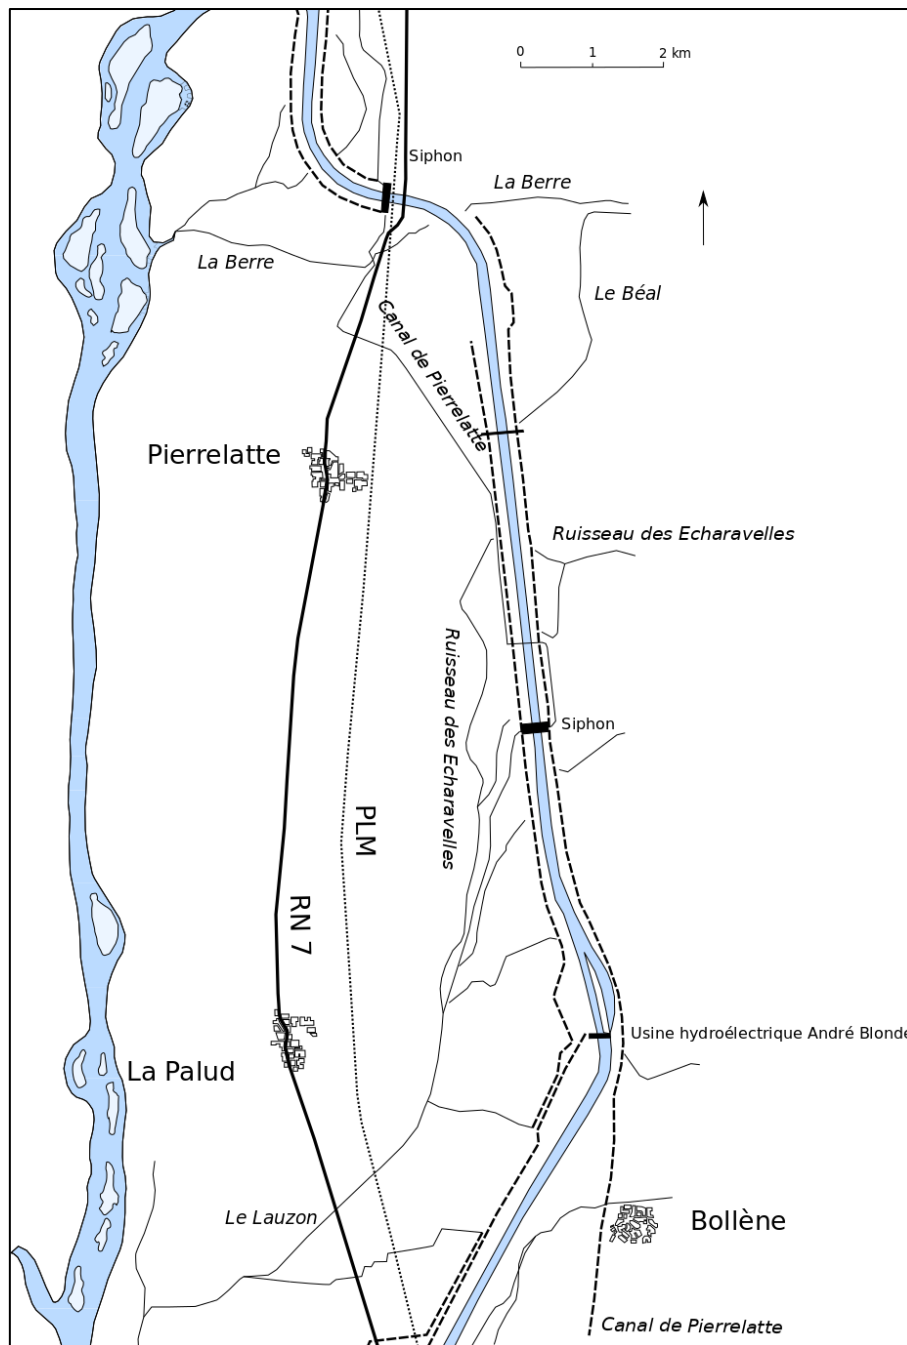 0 1 2 km
Siphon
La Berre
La Berre
Le Béal
Canal de Pierrelatte
Pierrelatte
Ruisseau des Echaravelles
Ruisseau des Echaravelles
Siphon
PLM
RN 7
Usine hydroélectrique André Blonde
La Palud
Le Lauzon
Bollène
Canal de Pierrelatte